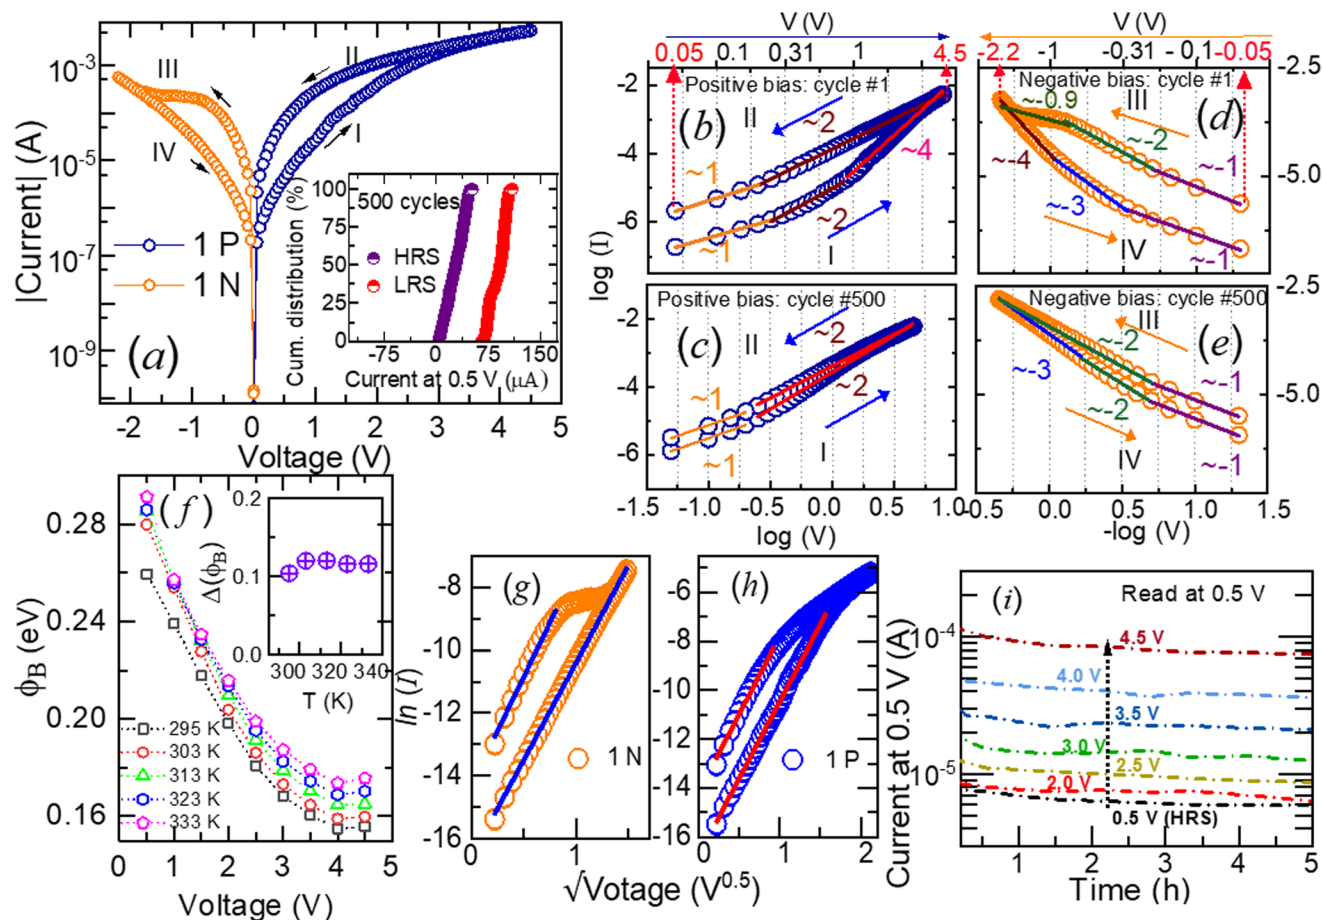 (a)
|Current| (A)
10⁻³
10⁻⁵
10⁻⁷
10⁻⁹
III
IV
II
I
1 P
1 N
-2 -1 0 1 2 3 4 5
Voltage (V)
500 cycles
HRS
LRS
Cum. distribution (%)
100
75
50
25
0
-75 0 75 150
Current at 0.5 V (μA)
V (V)
0.05 0.1 0.31 1 4.5
Positive bias: cycle #1
(b)
II
~2
~1
~4
~2
~1
I
-2
-4
-6
log (I)
Positive bias: cycle #500
(c)
II
~2
~1
~2
~1
I
-2
-4
-6
-1.5 -1.0 -0.5 0.0 0.5 1.0
log (V)
V (V)
-2.2 -1 -0.31 -0.1 -0.05
Negative bias: cycle #1
~-0.9
III
(d)
~-2
~-4
~-1
~-3
IV
~-1
-2.5
-5.0
Negative bias: cycle #500
III
(e)
~-2
~-3
~-1
~-2
IV
~-1
-2.5
-5.0
-0.5 0.0 0.5 1.0 1.5
-log (V)
(f)
ϕB (eV)
0.28
0.24
0.20
0.16
295 K
303 K
313 K
323 K
333 K
0 1 2 3 4 5
Voltage (V)
Δ(ϕB)
0.2
0.1
0.0
300 320 340
T (K)
(g)
ln (I)
-8
-10
-12
-14
-16
1 N
0 1
(h)
-6
-8
-10
-12
-14
-16
1 P
0 1 2
√Votage (V⁰·⁵)
(i)
Read at 0.5 V
Current at 0.5 V (A)
10⁻⁴
10⁻⁵
4.5 V
4.0 V
3.5 V
3.0 V
2.5 V
2.0 V
0.5 V (HRS)
1 2 3 4 5
Time (h)